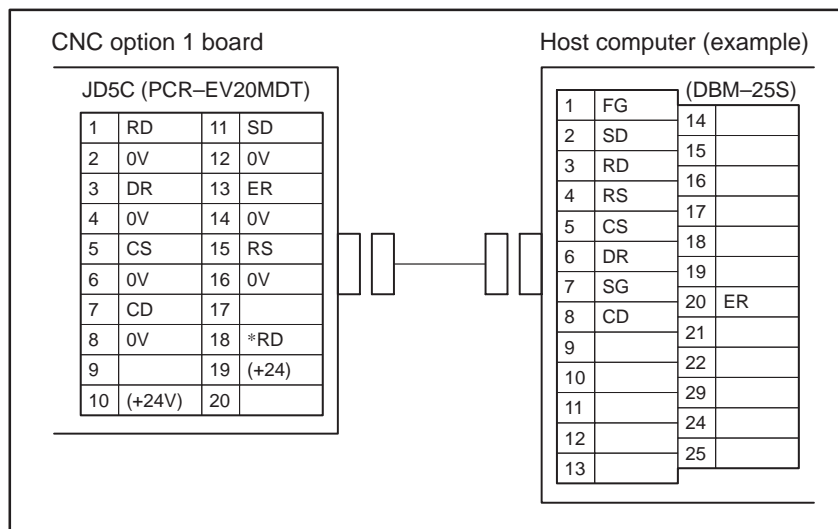 CNC option 1 board
Host computer (example)
JD5C (PCR–EV20MDT)
1 RD 11 SD
2 0V 12 0V
3 DR 13 ER
4 0V 14 0V
5 CS 15 RS
6 0V 16 0V
7 CD 17
8 0V 18 *RD
9 19 (+24)
10 (+24V) 20
(DBM–25S)
1 FG
2 SD
3 RD
4 RS
5 CS
6 DR
7 SG
8 CD
9
10
11
12
13
14
15
16
17
18
19
20 ER
21
22
29
24
25